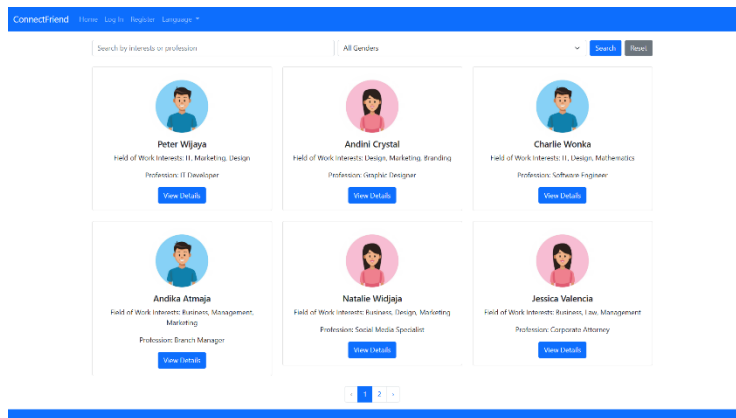 ConnectFriend Home Log In Register Language
Search by interests or profession
All Genders
Search
Reset
Peter Wijaya
Field of Work Interests: IT, Marketing, Design
Profession: IT Developer
View Details
Andini Crystal
Field of Work Interests: Design, Marketing, Branding
Profession: Graphic Designer
View Details
Charlie Wonka
Field of Work Interests: IT, Design, Mathematics
Profession: Software Engineer
View Details
Andika Atmaja
Field of Work Interests: Business, Management,
Marketing
Profession: Branch Manager
View Details
Natalie Widjaja
Field of Work Interests: Business, Design, Marketing
Profession: Social Media Specialist
View Details
Jessica Valencia
Field of Work Interests: Business, Law, Management
Profession: Corporate Attorney
View Details
‹ 1 2 ›